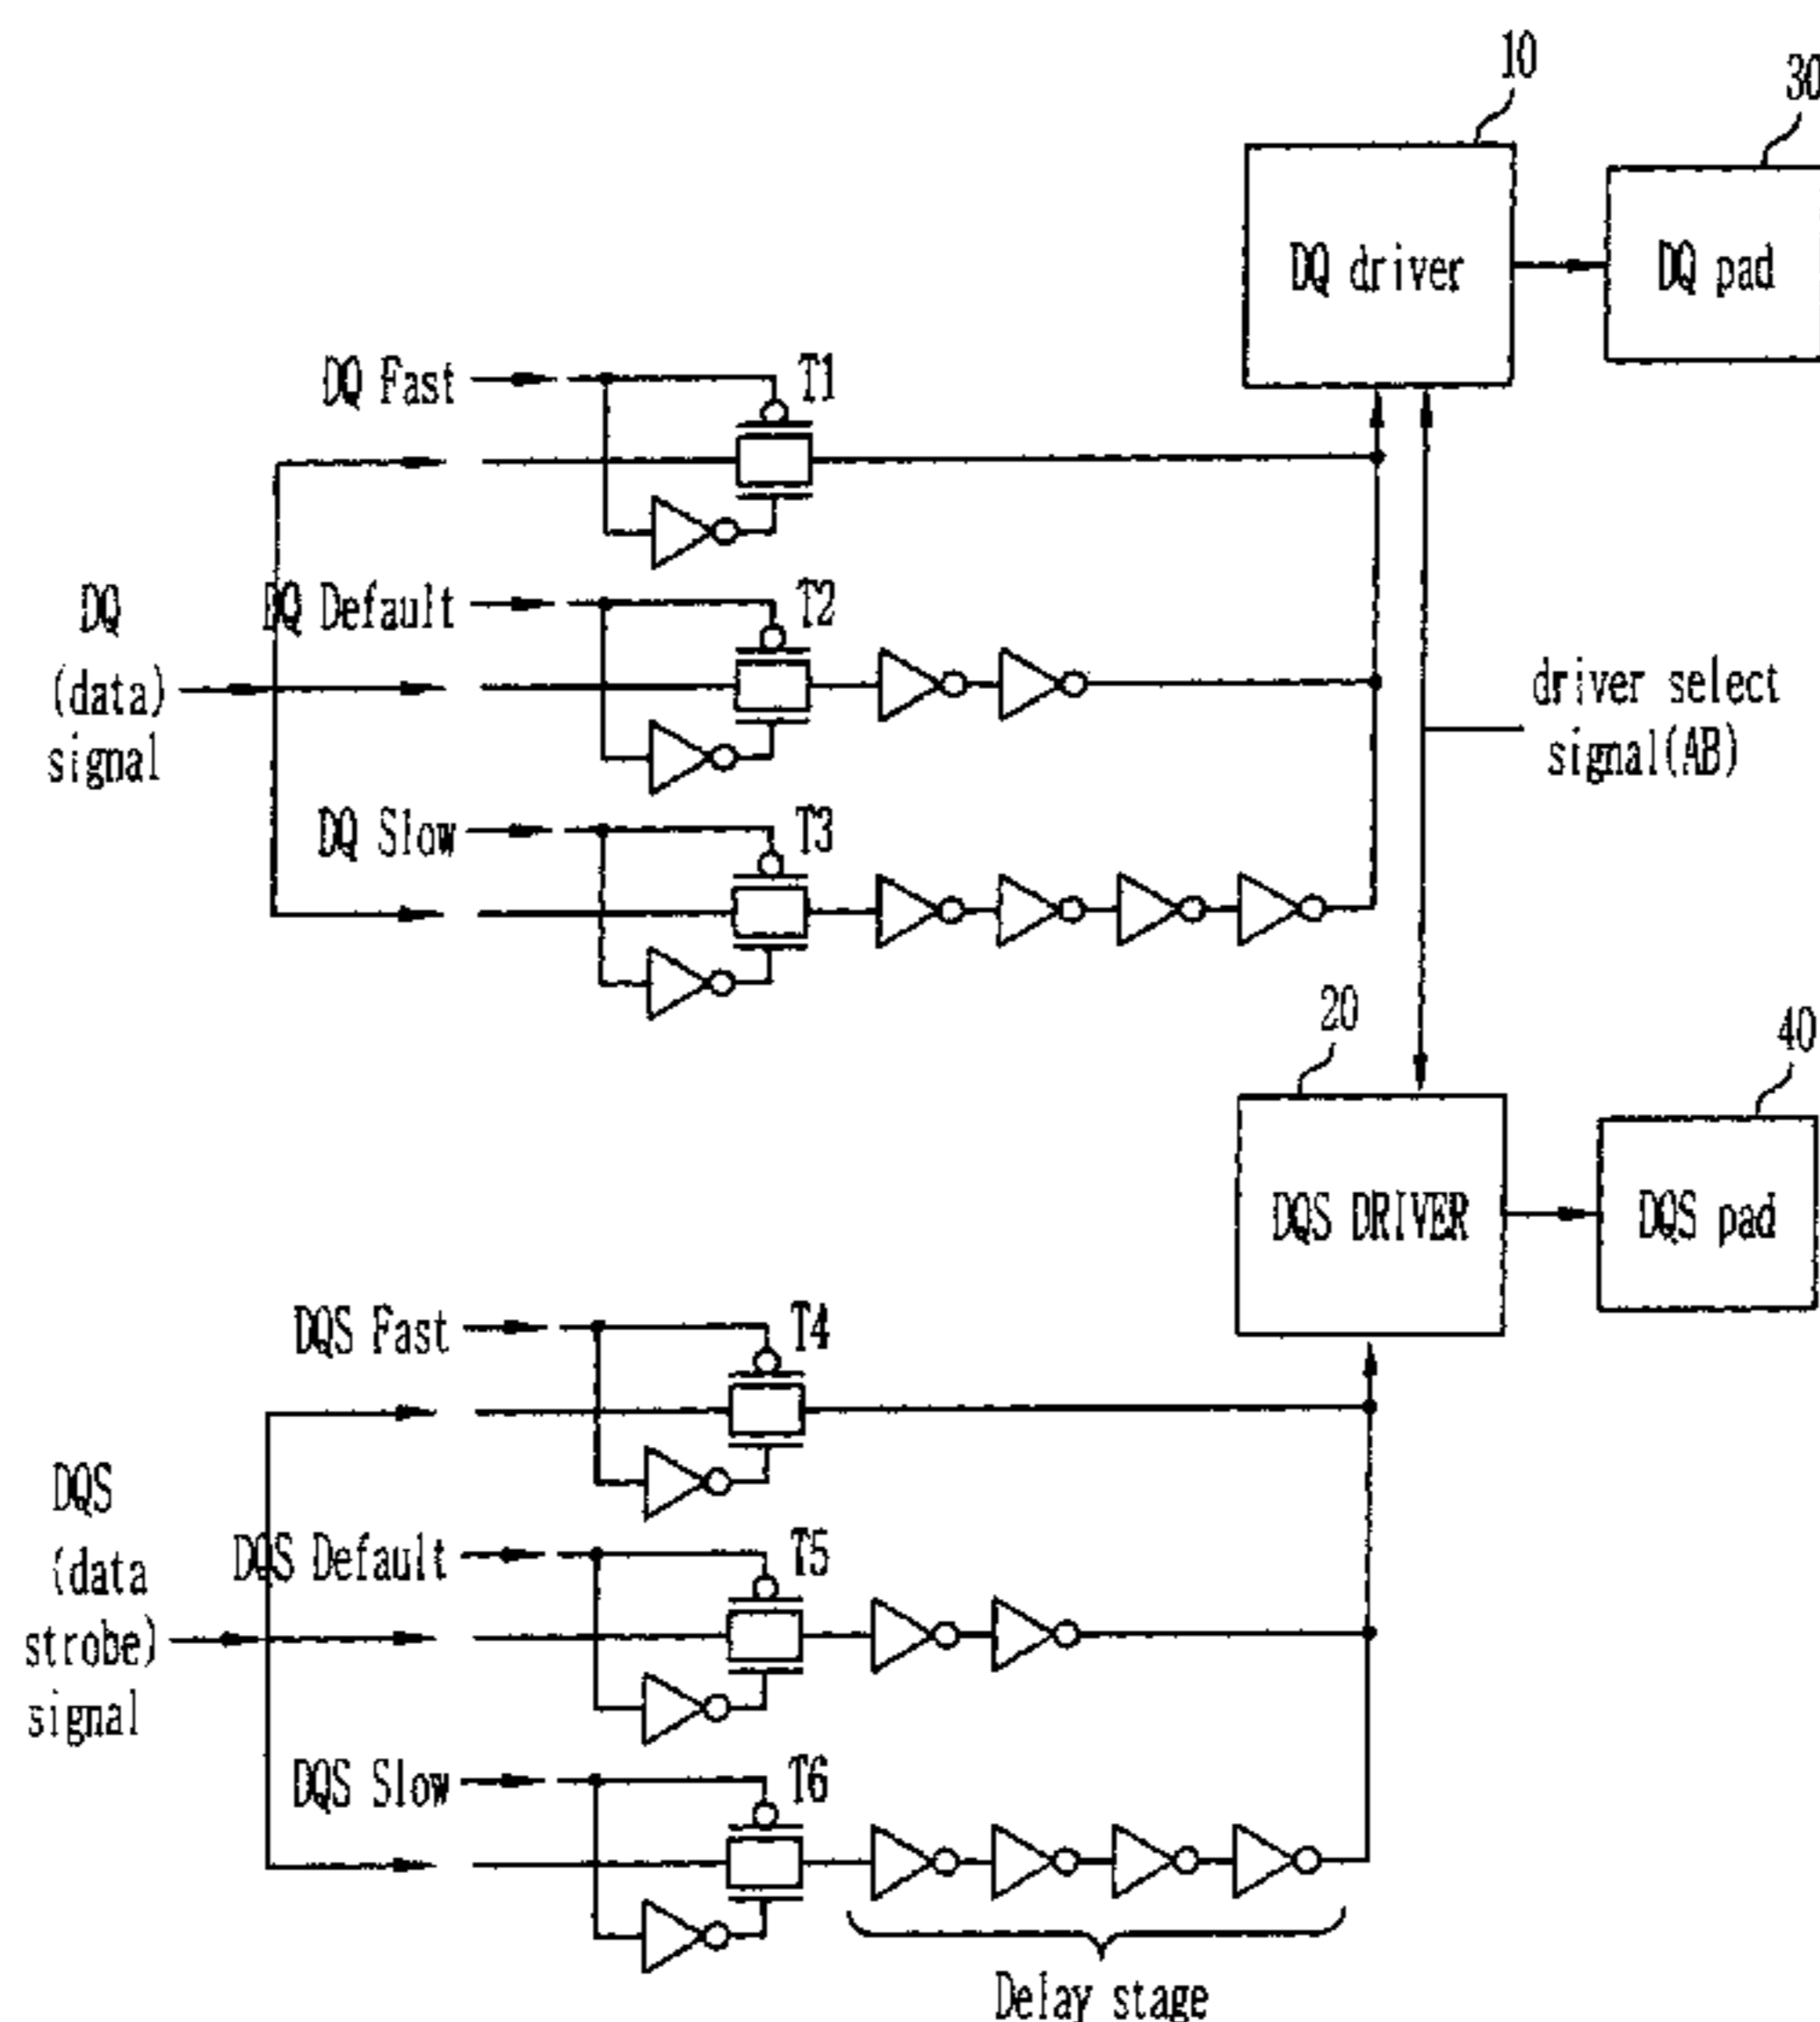 10
30
DQ driver
DQ pad
DQ Fast
T1
DQ
(data)
signal
DQ Default
T2
driver select
signal(AB)
DQ Slow
T3
20
40
DQS DRIVER
DQS pad
DQS Fast
T4
DQS
(data
strobe)
signal
DQS Default
T5
DQS Slow
T6
Delay stage